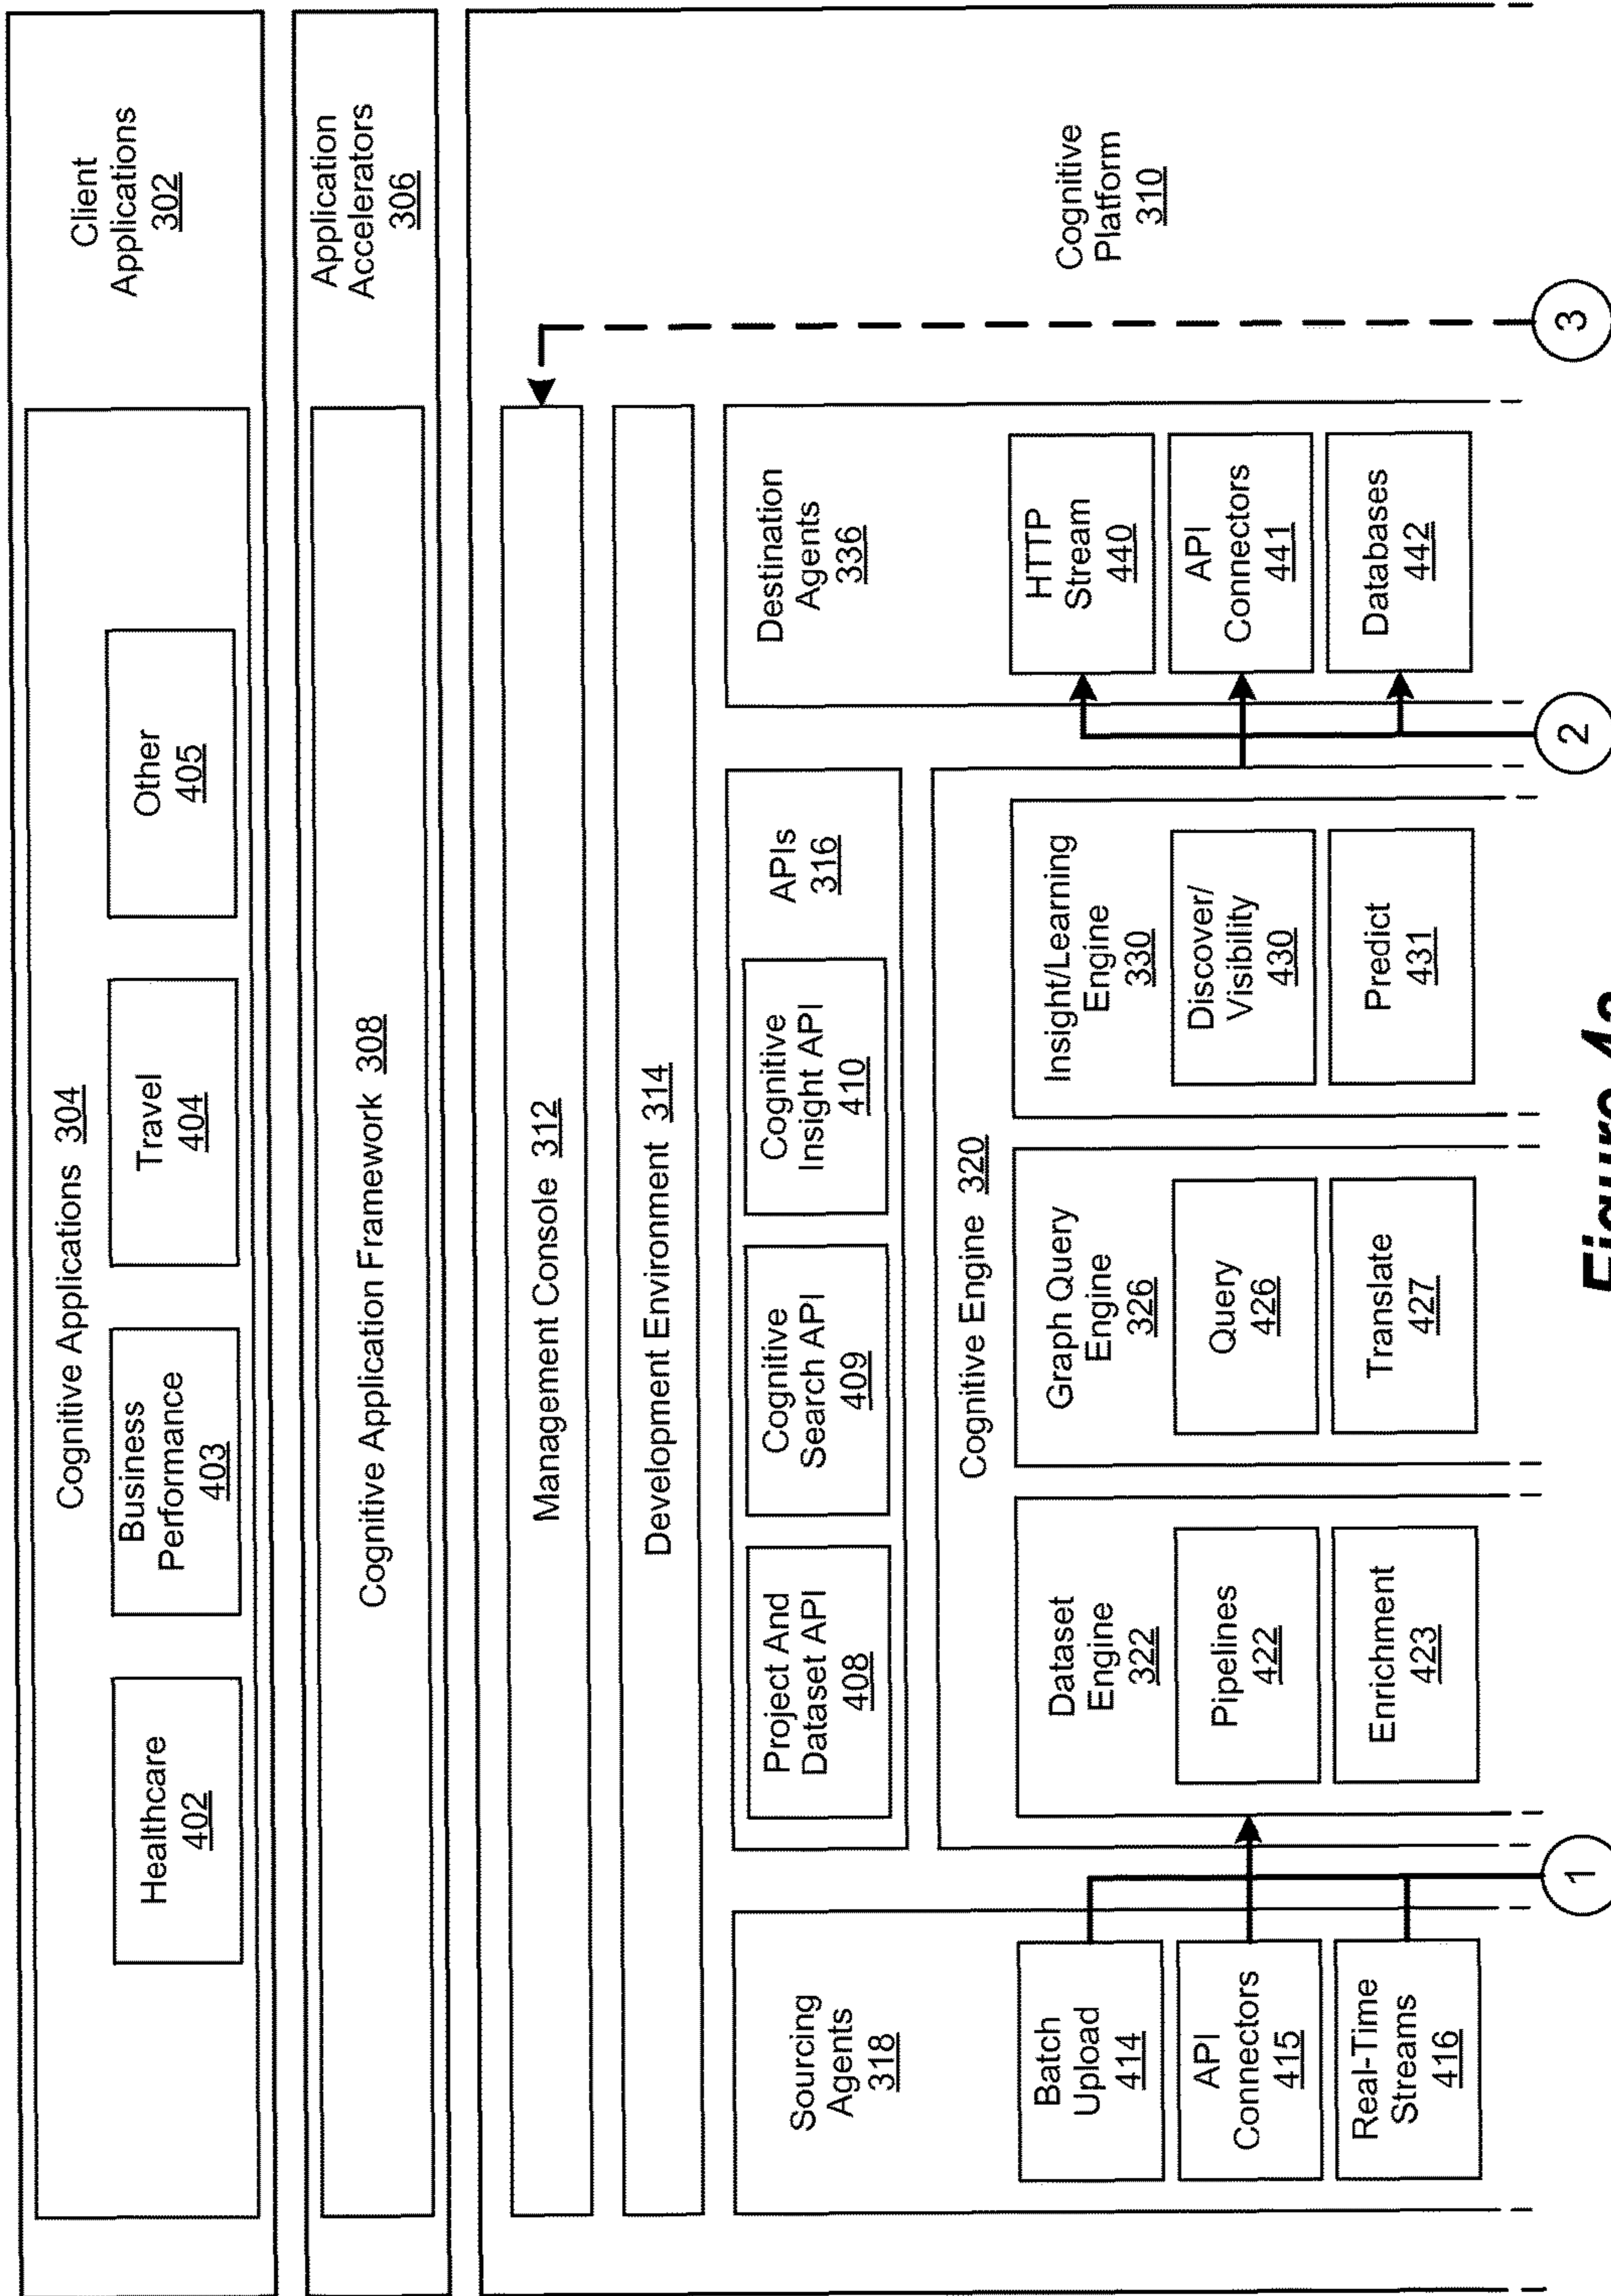 Client
Applications
302
Cognitive Applications 304
Healthcare
402
Business
Performance
403
Travel
404
Other
405
Application
Accelerators
306
Cognitive Application Framework 308
Cognitive
Platform
310
Management Console 312
Development Environment 314
Sourcing
Agents
318
Batch
Upload
414
API
Connectors
415
Real-Time
Streams
416
APIs
316
Project And
Dataset API
408
Cognitive
Search API
409
Cognitive
Insight API
410
Cognitive Engine 320
Dataset
Engine
322
Pipelines
422
Enrichment
423
Graph Query
Engine
326
Query
426
Translate
427
Insight/Learning
Engine
330
Discover/
Visibility
430
Predict
431
Destination
Agents
336
HTTP
Stream
440
API
Connectors
441
Databases
442
1
2
3
Figure 4a